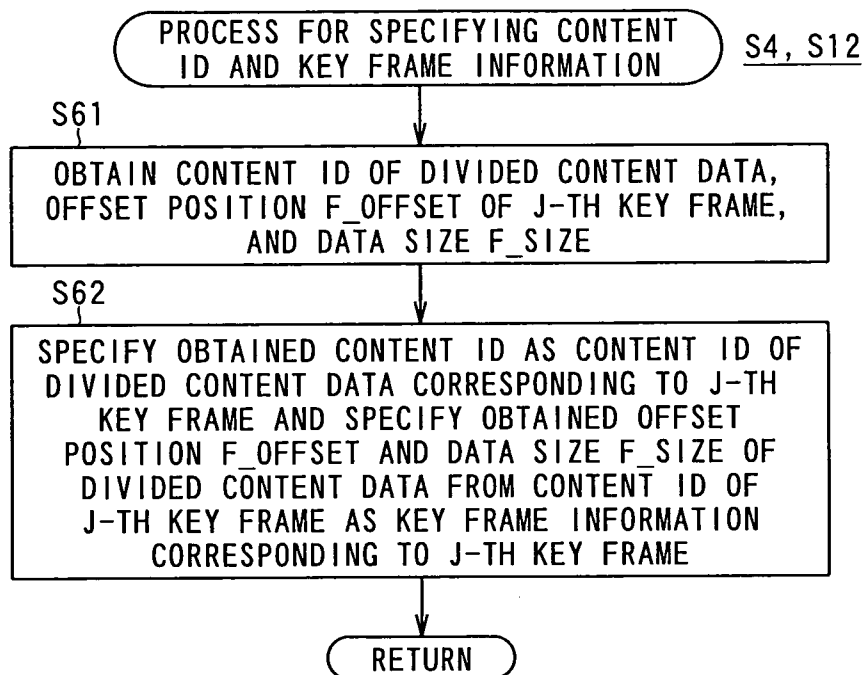 PROCESS FOR SPECIFYING CONTENT
ID AND KEY FRAME INFORMATION
S4, S12
S61
OBTAIN CONTENT ID OF DIVIDED CONTENT DATA,
OFFSET POSITION F_OFFSET OF J-TH KEY FRAME,
AND DATA SIZE F_SIZE
S62
SPECIFY OBTAINED CONTENT ID AS CONTENT ID OF
DIVIDED CONTENT DATA CORRESPONDING TO J-TH
KEY FRAME AND SPECIFY OBTAINED OFFSET
POSITION F_OFFSET AND DATA SIZE F_SIZE OF
DIVIDED CONTENT DATA FROM CONTENT ID OF
J-TH KEY FRAME AS KEY FRAME INFORMATION
CORRESPONDING TO J-TH KEY FRAME
RETURN